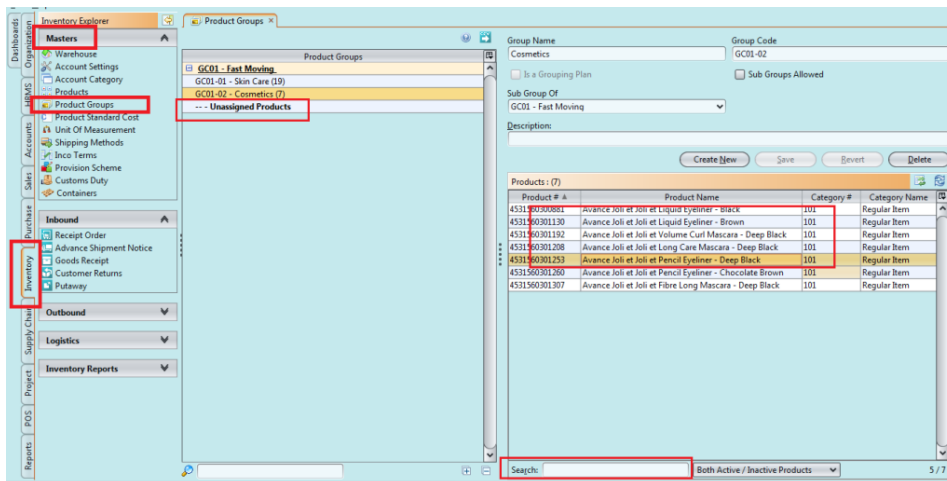 Dashboards
Organization
HRMS
Accounts
Sales
Purchase
Inventory
Supply Chain
Project
POS
Reports
Inventory Explorer
Masters
Warehouse
Account Settings
Account Category
Products
Product Groups
Product Standard Cost
Unit Of Measurement
Shipping Methods
Inco Terms
Provision Scheme
Customs Duty
Containers
Inbound
Receipt Order
Advance Shipment Notice
Goods Receipt
Customer Returns
Putaway
Outbound
Logistics
Inventory Reports
Product Groups
Product Groups
GC01 - Fast Moving
GC01-01 - Skin Care (19)
GC01-02 - Cosmetics (7)
-- - Unassigned Products
Group Name Group Code
Cosmetics GC01-02
Is a Grouping Plan Sub Groups Allowed
Sub Group Of
GC01 - Fast Moving
Description:
Create New Save Revert Delete
Products : (7)
Product # Product Name Category # Category Name
4531560300881 Avance Joli et Joli et Liquid Eyeliner - Black 101 Regular Item
4531560301130 Avance Joli et Joli et Liquid Eyeliner - Brown 101 Regular Item
4531560301192 Avance Joli et Joli et Volume Curl Mascara - Deep Black 101 Regular Item
4531560301208 Avance Joli et Joli et Long Care Mascara - Deep Black 101 Regular Item
4531560301253 Avance Joli et Joli et Pencil Eyeliner - Deep Black 101 Regular Item
4531560301260 Avance Joli et Joli et Pencil Eyeliner - Chocolate Brown 101 Regular Item
4531560301307 Avance Joli et Joli et Fibre Long Mascara - Deep Black 101 Regular Item
Search: Both Active / Inactive Products 5 / 7